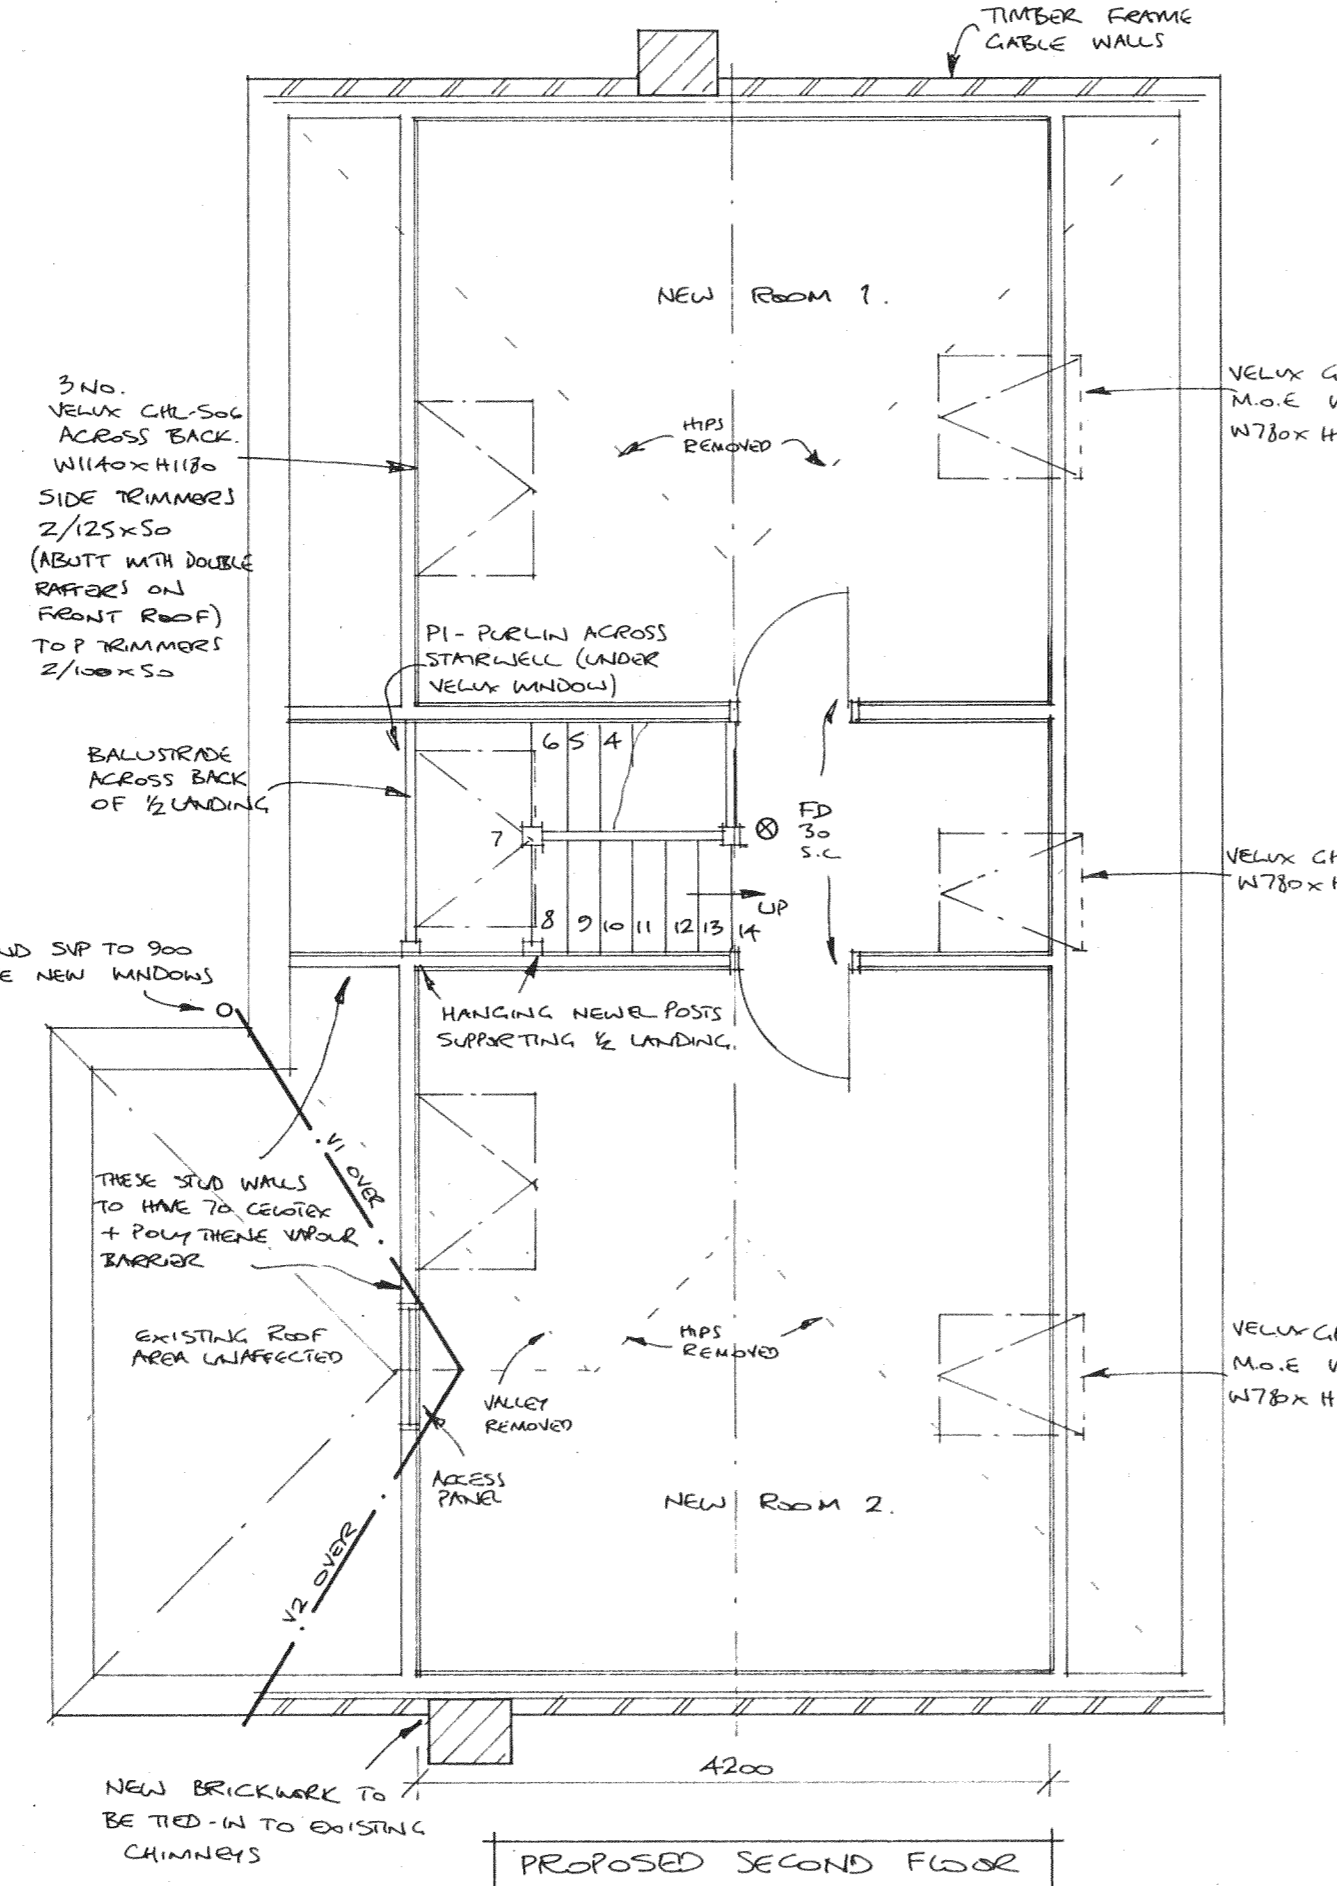 TIMBER FRAME
GABLE WALLS
NEW ROOM 1.
3 NO.
VELUX GHL-S06
ACROSS BACK.
W1140 x H1180
SIDE TRIMMERS
2/125x50
(ABUTT WITH DOUBLE
RAFTERS ON
FRONT ROOF)
TOP TRIMMERS
2/100x50
HIPS
REMOVED
VELUX G
M.O.E
W780 x H
P1 - PURLIN ACROSS
STAIRWELL (UNDER
VELUX WINDOW)
BALUSTRADE
ACROSS BACK
OF ½ LANDING
6 5 4
7
FD
30
S.C
8 9 10 11 12 13 14
UP
VELUX GH
W780 x H
ND SVP TO 900
E NEW WINDOWS
HANGING NEWEL POSTS
SUPPORTING ½ LANDING.
V1 OVER
THESE STUD WALLS
TO HAVE 70 CELOTEX
+ POLYTHENE VAPOUR
BARRIER
EXISTING ROOF
AREA UNAFFECTED
HIPS
REMOVED
VALLEY
REMOVED
VELUX G
M.O.E
W780 x H
ACCESS
PANEL
NEW ROOM 2.
V2 OVER
4200
NEW BRICKWORK TO
BE TIED-IN TO EXISTING
CHIMNEYS
PROPOSED SECOND FLOOR